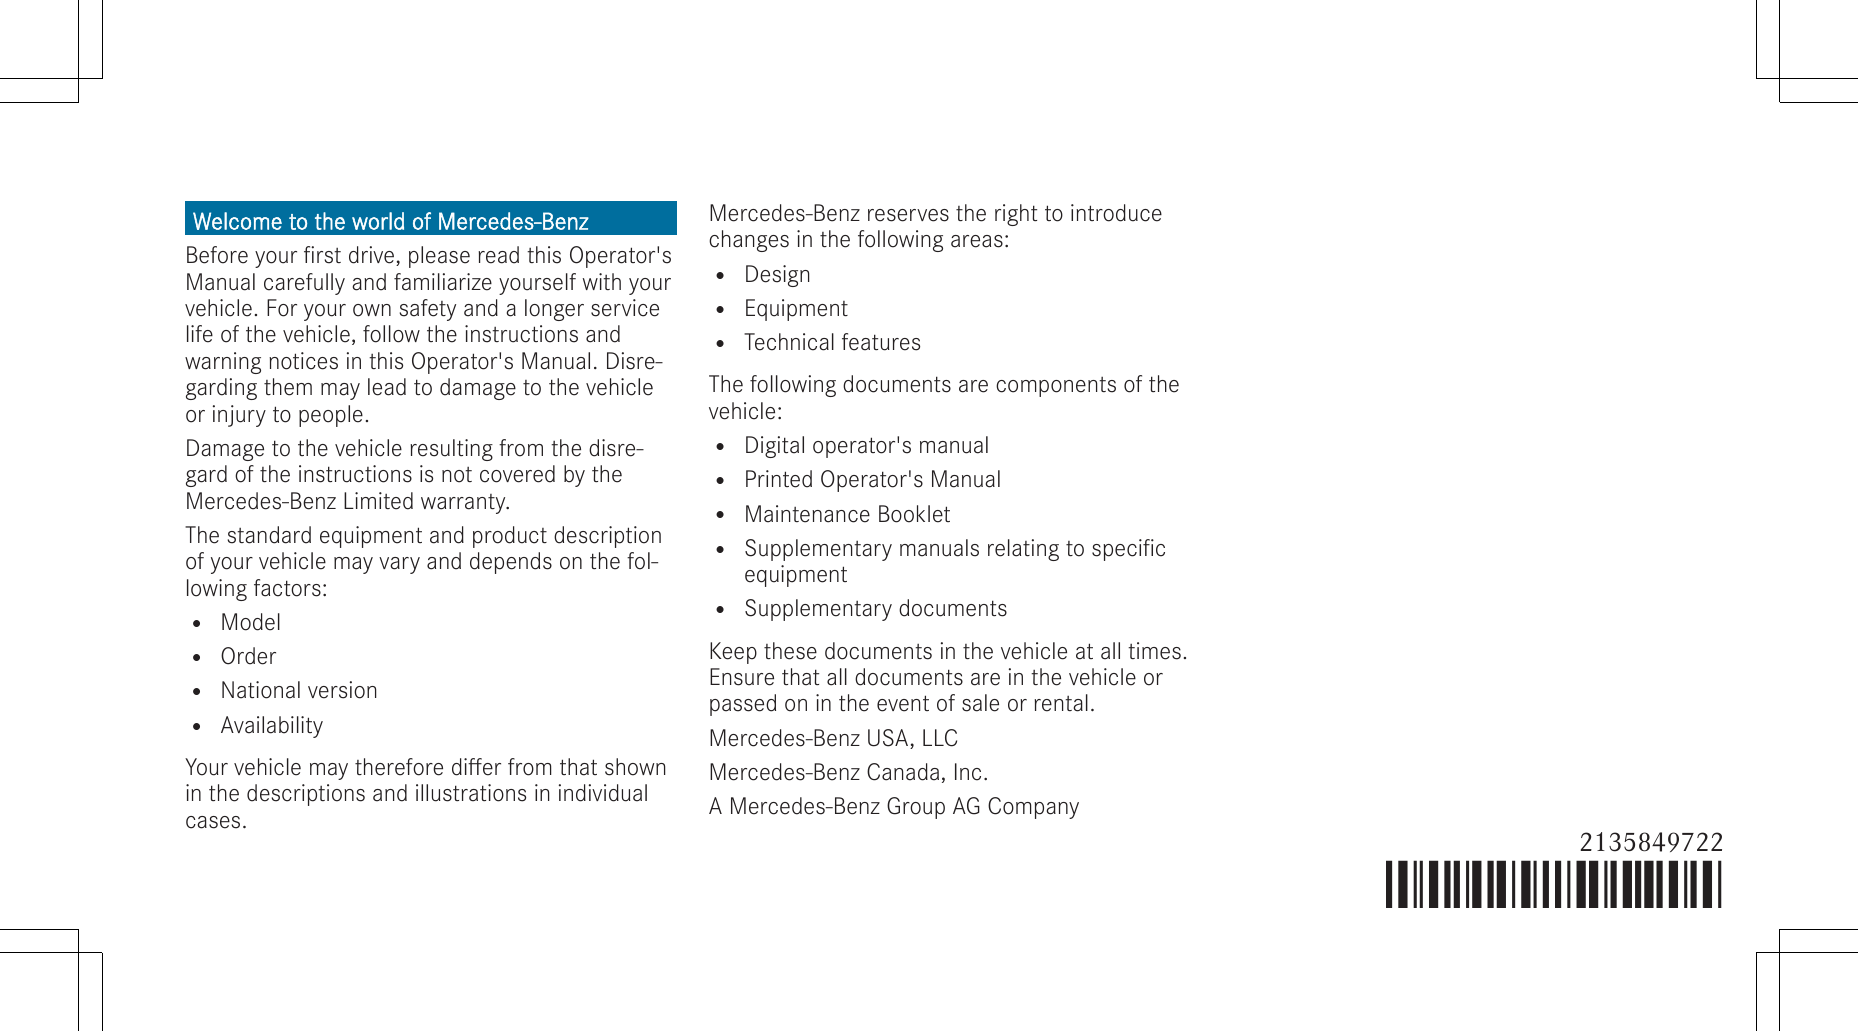 Welcome to the world of Mercedes-Benz
Before your first drive, please read this Operator's
Manual carefully and familiarize yourself with your
vehicle. For your own safety and a longer service
life of the vehicle, follow the instructions and
warning notices in this Operator's Manual. Disre-
garding them may lead to damage to the vehicle
or injury to people.
Damage to the vehicle resulting from the disre-
gard of the instructions is not covered by the
Mercedes-Benz Limited warranty.
The standard equipment and product description
of your vehicle may vary and depends on the fol-
lowing factors:
• Model
• Order
• National version
• Availability
Your vehicle may therefore differ from that shown
in the descriptions and illustrations in individual
cases.
Mercedes-Benz reserves the right to introduce
changes in the following areas:
• Design
• Equipment
• Technical features
The following documents are components of the
vehicle:
• Digital operator's manual
• Printed Operator's Manual
• Maintenance Booklet
• Supplementary manuals relating to specific
equipment
• Supplementary documents
Keep these documents in the vehicle at all times.
Ensure that all documents are in the vehicle or
passed on in the event of sale or rental.
Mercedes-Benz USA, LLC
Mercedes-Benz Canada, Inc.
A Mercedes-Benz Group AG Company
2135849722